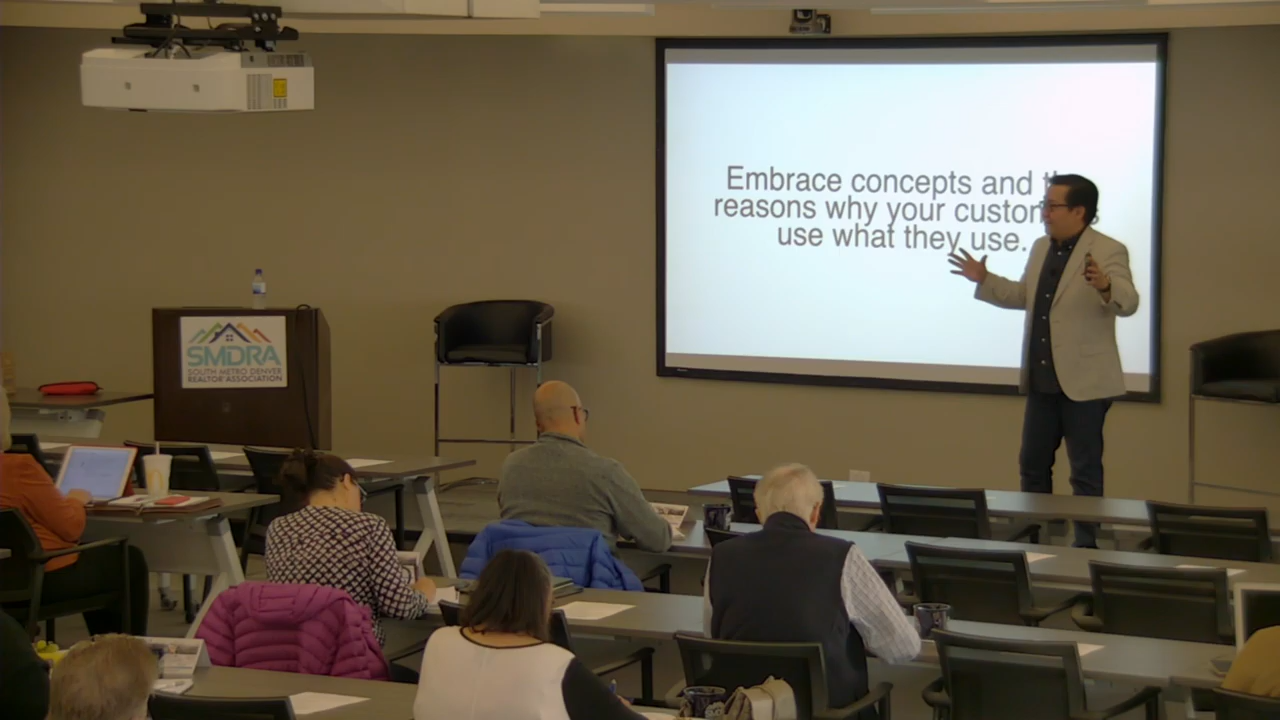 Embrace concepts and
reasons why your
use what they use.
SMDRA
SOUTH METRO DENVER
REALTOR® ASSOCIATION